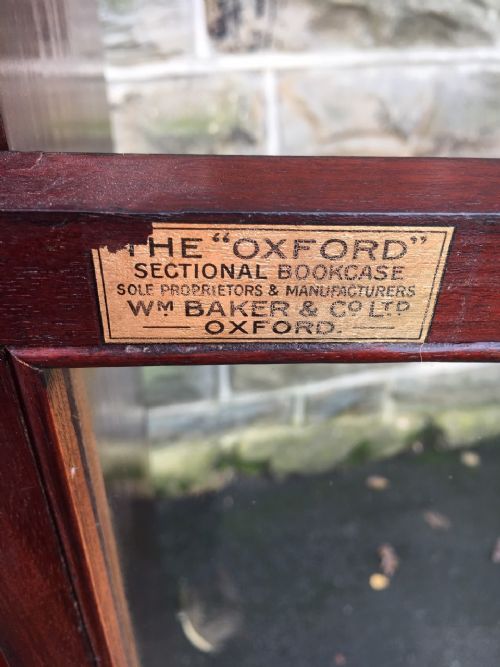 THE "OXFORD"
SECTIONAL BOOKCASE
SOLE PROPRIETORS & MANUFACTURERS
WM BAKER & CO LTD
OXFORD.